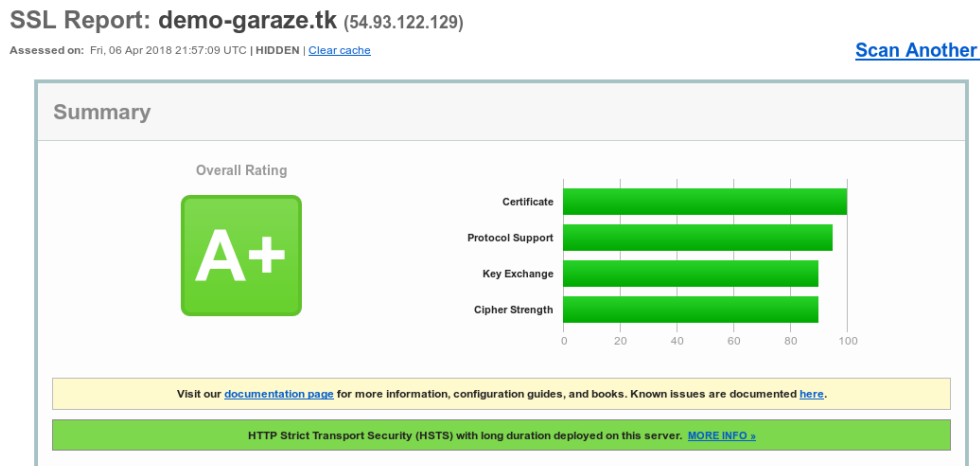 SSL Report: demo-garaze.tk (54.93.122.129)
Assessed on: Fri, 06 Apr 2018 21:57:09 UTC | HIDDEN | Clear cache
Scan Another
Summary
Overall Rating
A+
Certificate
Protocol Support
Key Exchange
Cipher Strength
0 20 40 60 80 100
Visit our documentation page for more information, configuration guides, and books. Known issues are documented here.
HTTP Strict Transport Security (HSTS) with long duration deployed on this server. MORE INFO »